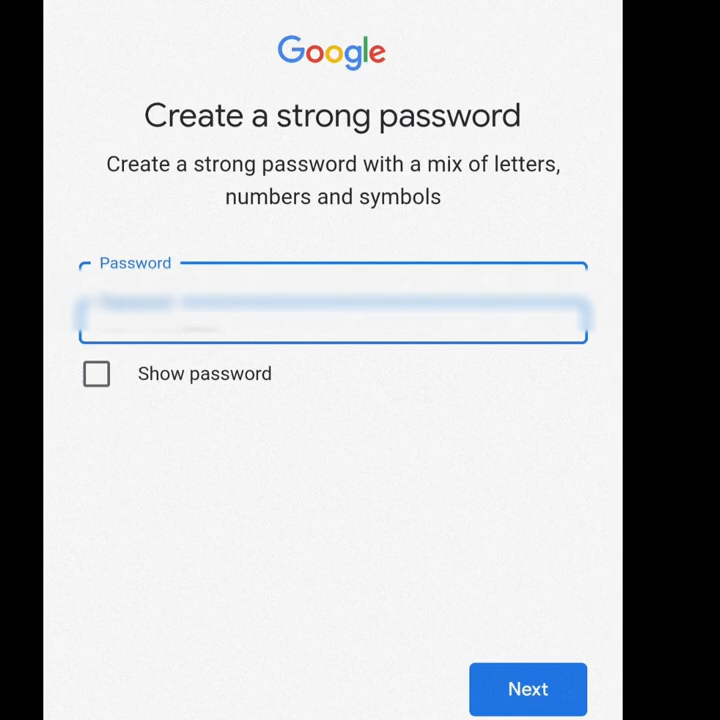 Google
Create a strong password
Create a strong password with a mix of letters,
numbers and symbols
Password
Show password
Next